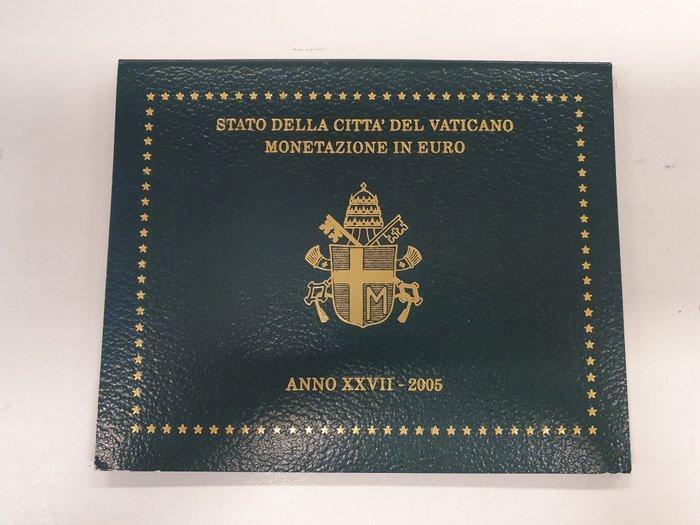 STATO DELLA CITTA' DEL VATICANO
MONETAZIONE IN EURO
M
ANNO XXVII - 2005